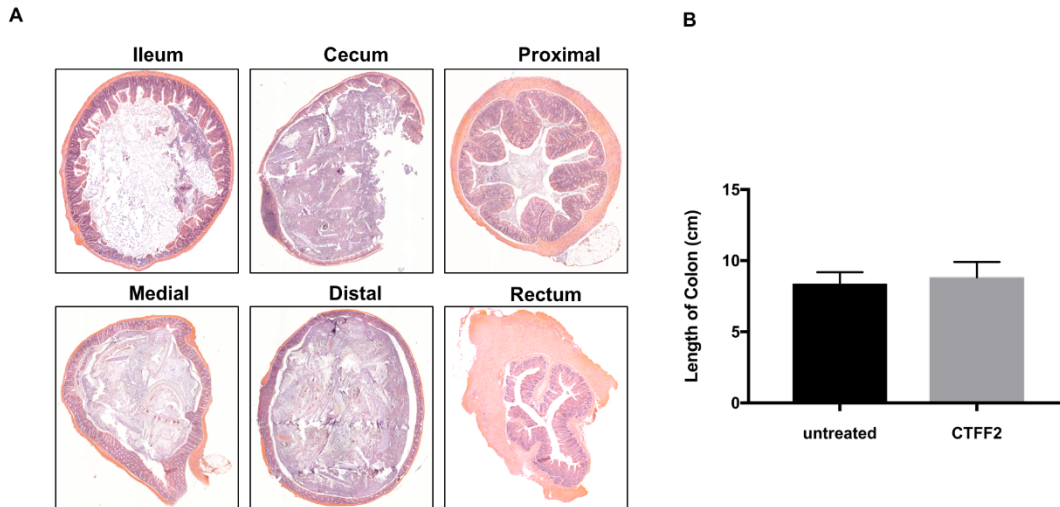 A
Ileum
Cecum
Proximal
Medial
Distal
Rectum
B
Length of Colon (cm)
15
10
5
0
untreated
CTFF2